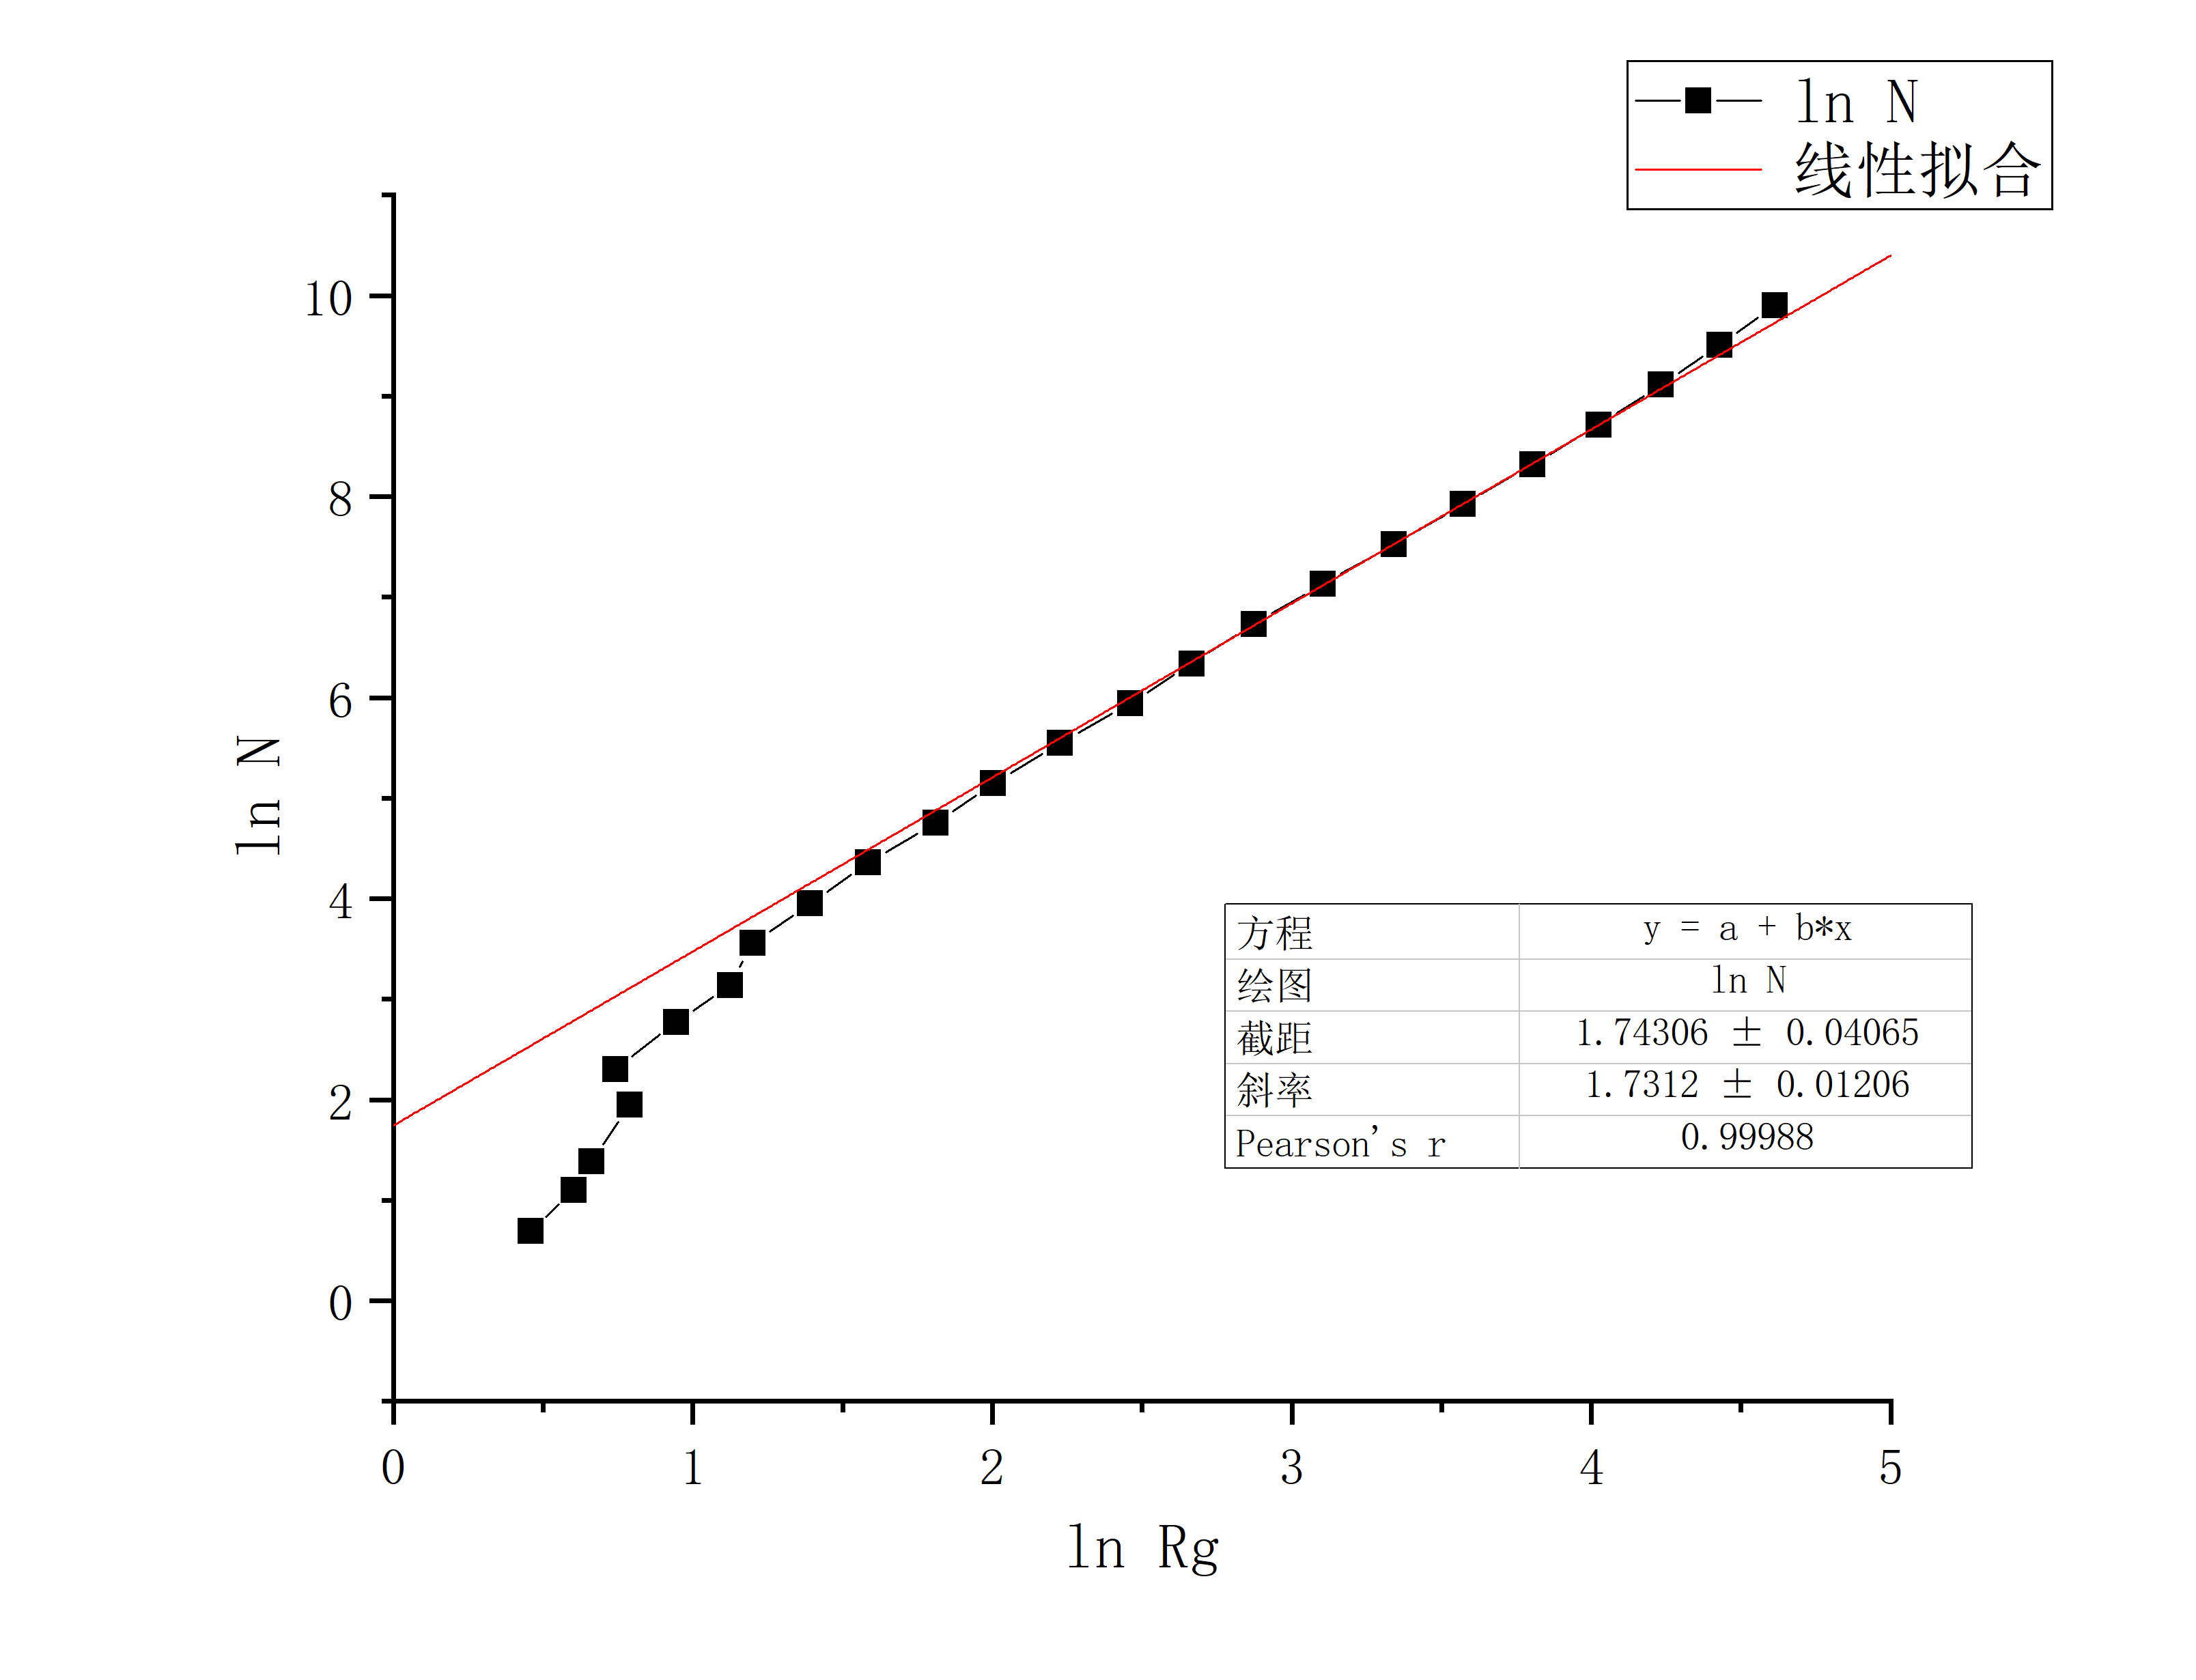 ln N
线性拟合
10
8
6
4
2
0
ln N
方程 y = a + b*x
绘图 ln N
截距 1.74306 ± 0.04065
斜率 1.7312 ± 0.01206
Pearson's r 0.99988
0 1 2 3 4 5
ln Rg